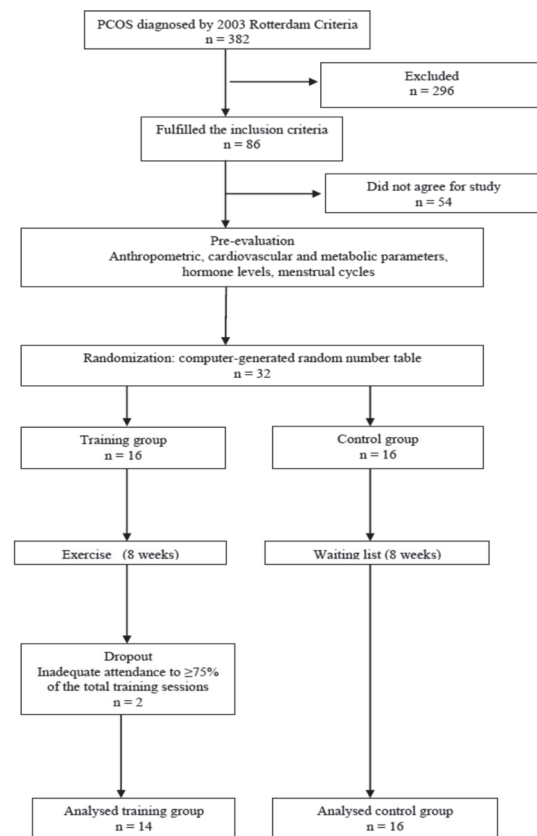 PCOS diagnosed by 2003 Rotterdam Criteria
n = 382
Excluded
n = 296
Fulfilled the inclusion criteria
n = 86
Did not agree for study
n = 54
Pre-evaluation
Anthropometric, cardiovascular and metabolic parameters,
hormone levels, menstrual cycles
Randomization: computer-generated random number table
n = 32
Training group
n = 16
Control group
n = 16
Exercise (8 weeks)
Waiting list (8 weeks)
Dropout
Inadequate attendance to ≥75%
of the total training sessions
n = 2
Analysed training group
n = 14
Analysed control group
n = 16